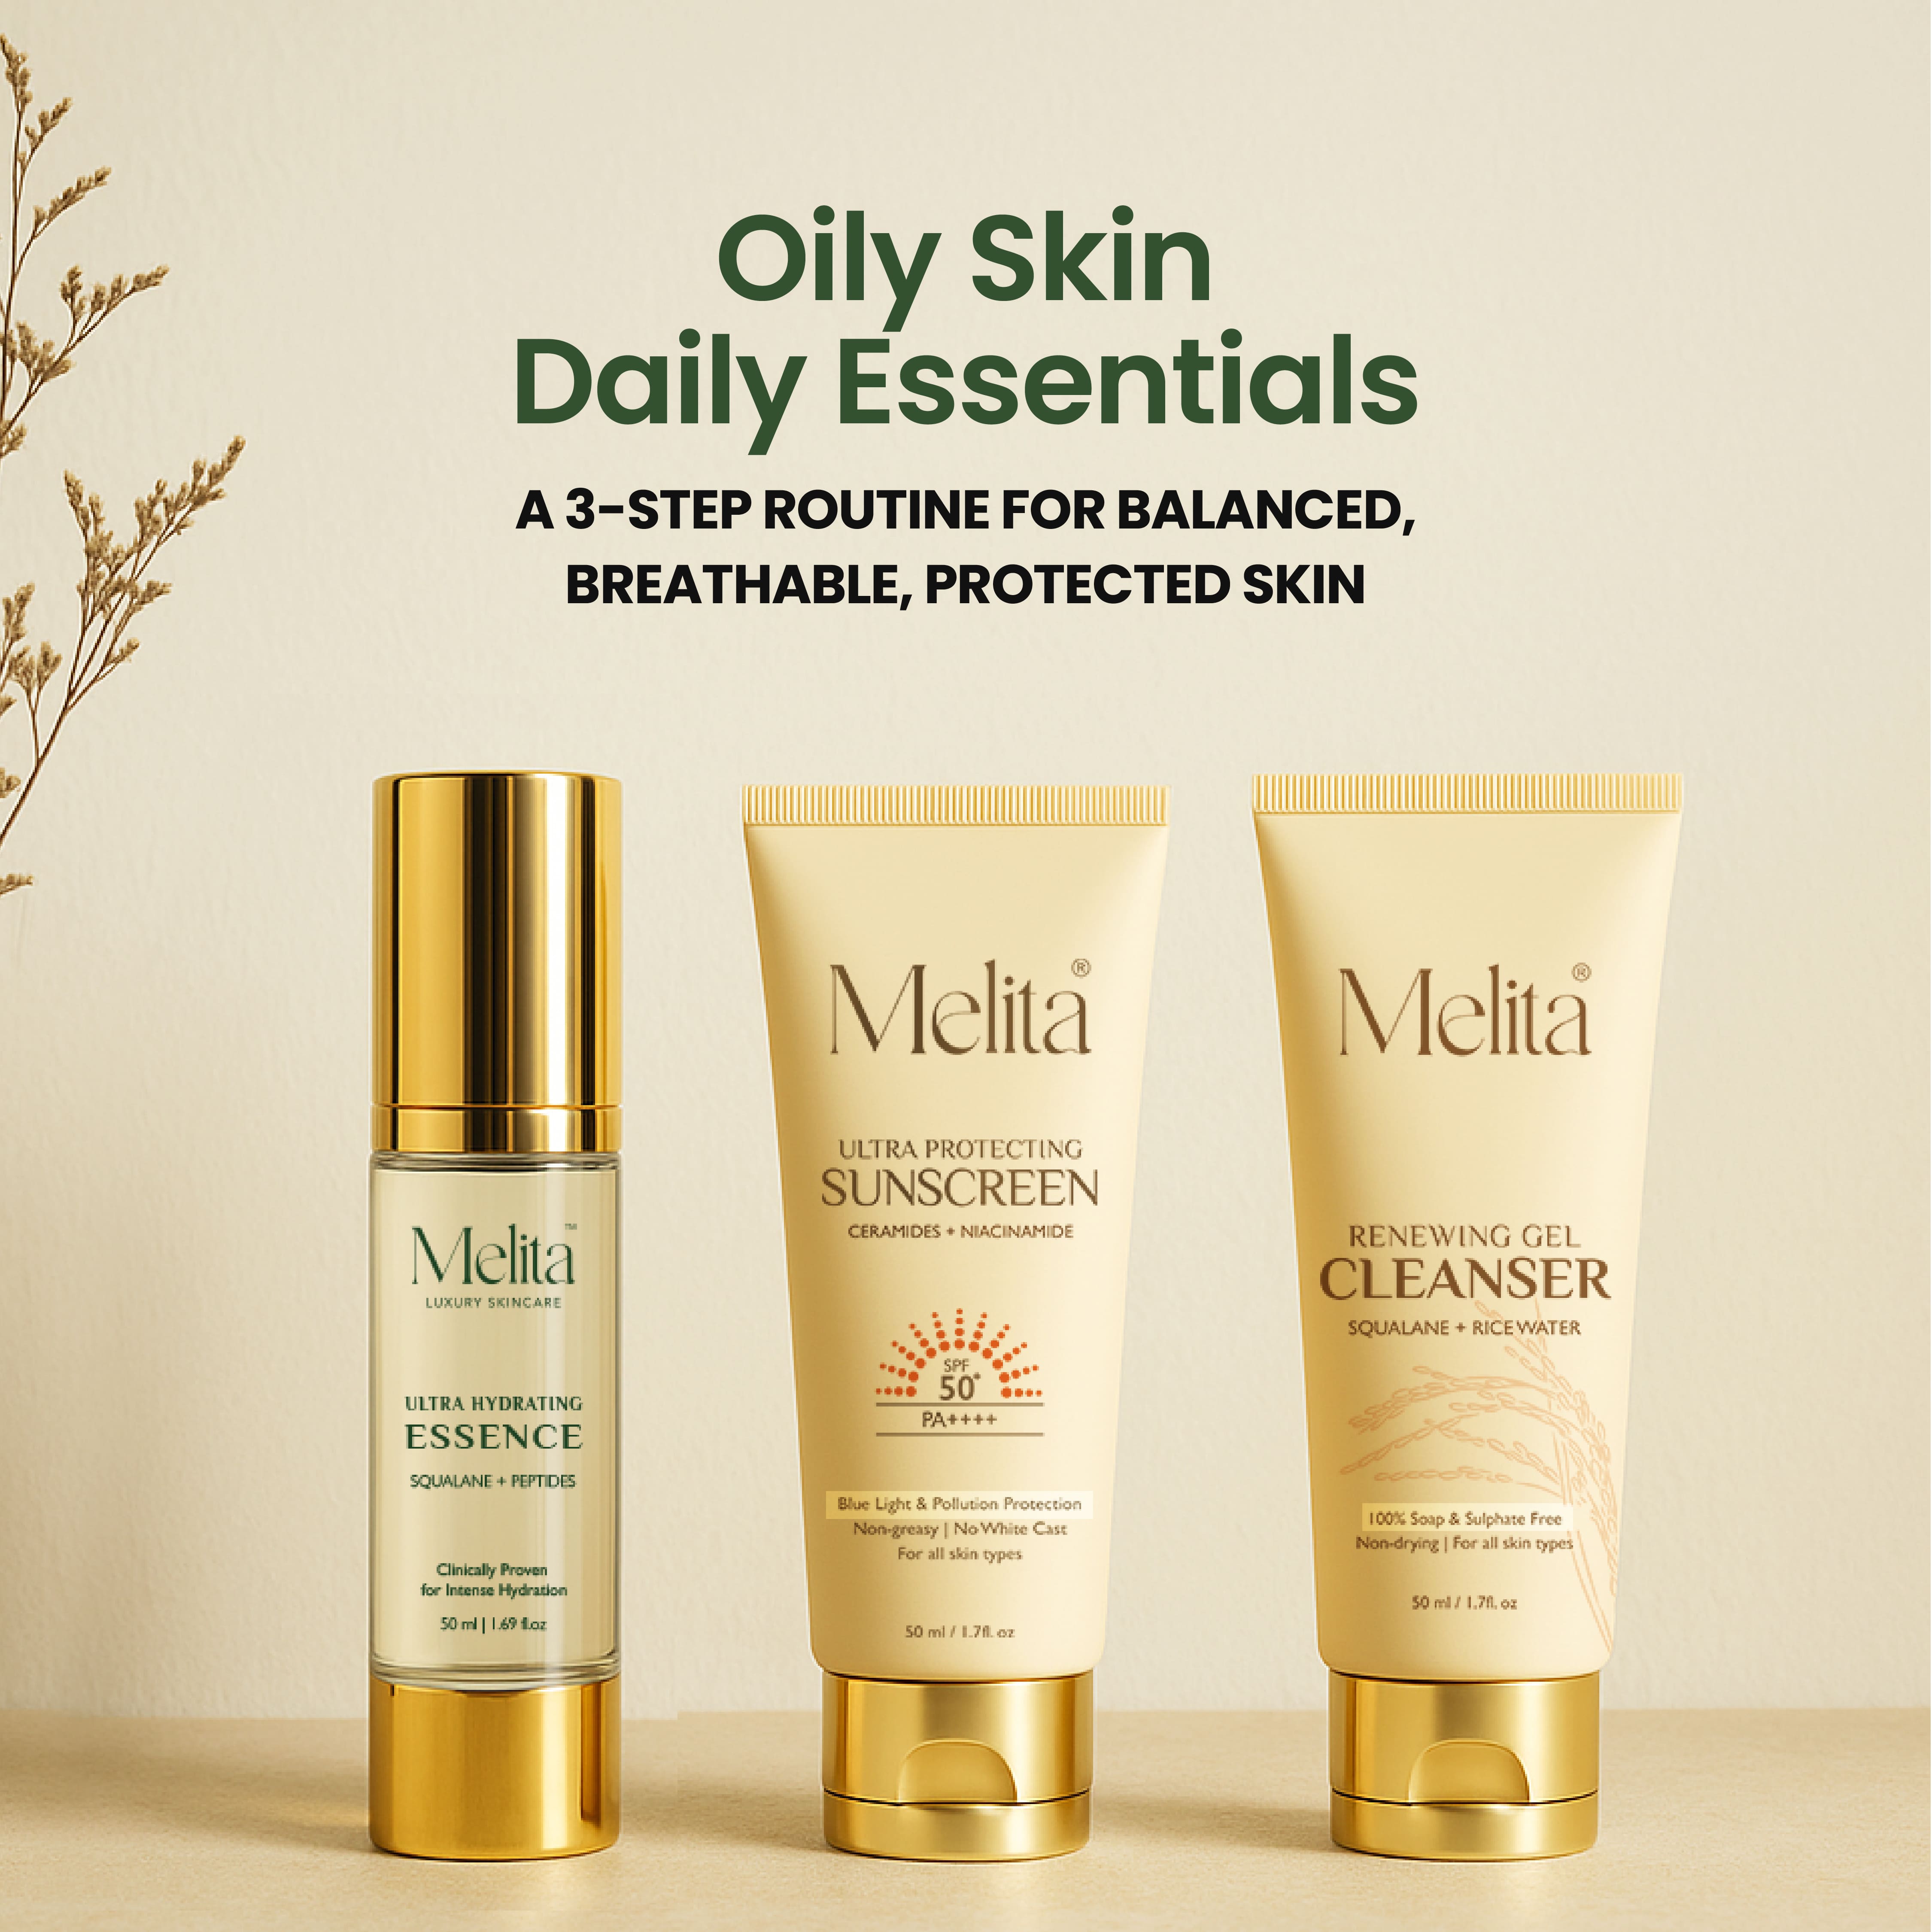 Oily Skin
Daily Essentials
A 3-STEP ROUTINE FOR BALANCED,
BREATHABLE, PROTECTED SKIN
Melita™
LUXURY SKINCARE
ULTRA HYDRATING
ESSENCE
SQUALANE + PEPTIDES
Clinically Proven
for Intense Hydration
50 ml | 1.69 fl.oz
Melita®
ULTRA PROTECTING
SUNSCREEN
CERAMIDES + NIACINAMIDE
SPF
50+
PA++++
Blue Light & Pollution Protection
Non-greasy | No White Cast
For all skin types
50 ml / 1.7fl. oz
Melita®
RENEWING GEL
CLEANSER
SQUALANE + RICE WATER
100% Soap & Sulphate Free
Non-drying | For all skin types
50 ml / 1.7fl. oz